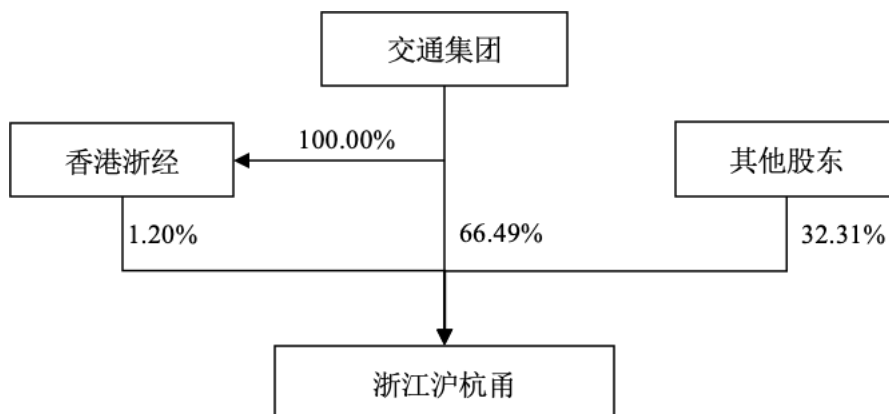 交通集团
100.00%
香港浙经
其他股东
1.20%
66.49%
32.31%
浙江沪杭甬